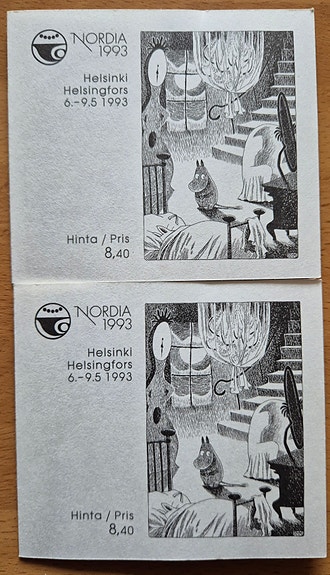 NORDIA
1993
Helsinki
Helsingfors
6.–9.5 1993
Hinta / Pris
8,40
NORDIA
1993
Helsinki
Helsingfors
6.–9.5 1993
Hinta / Pris
8,40